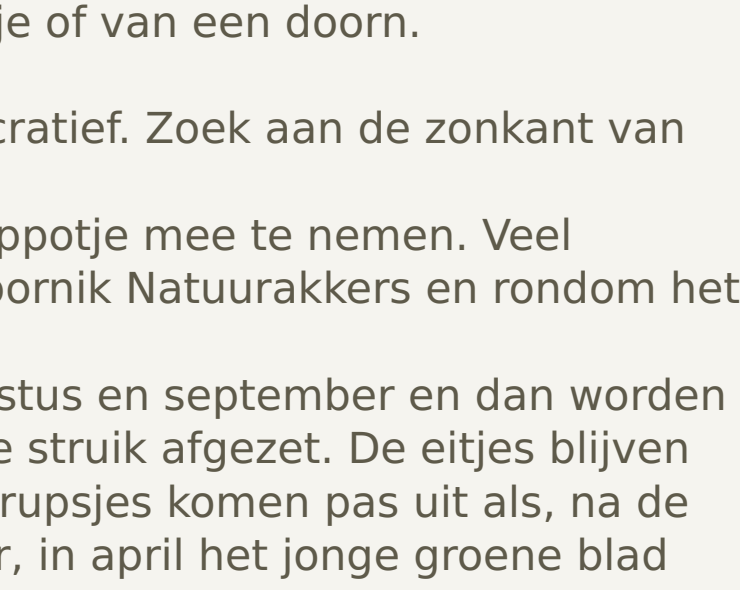 je of van een doorn.
cratief. Zoek aan de zonkant van
ppotje mee te nemen. Veel
oornik Natuurakkers en rondom het
stus en september en dan worden
e struik afgezet. De eitjes blijven
rupsjes komen pas uit als, na de
r, in april het jonge groene blad